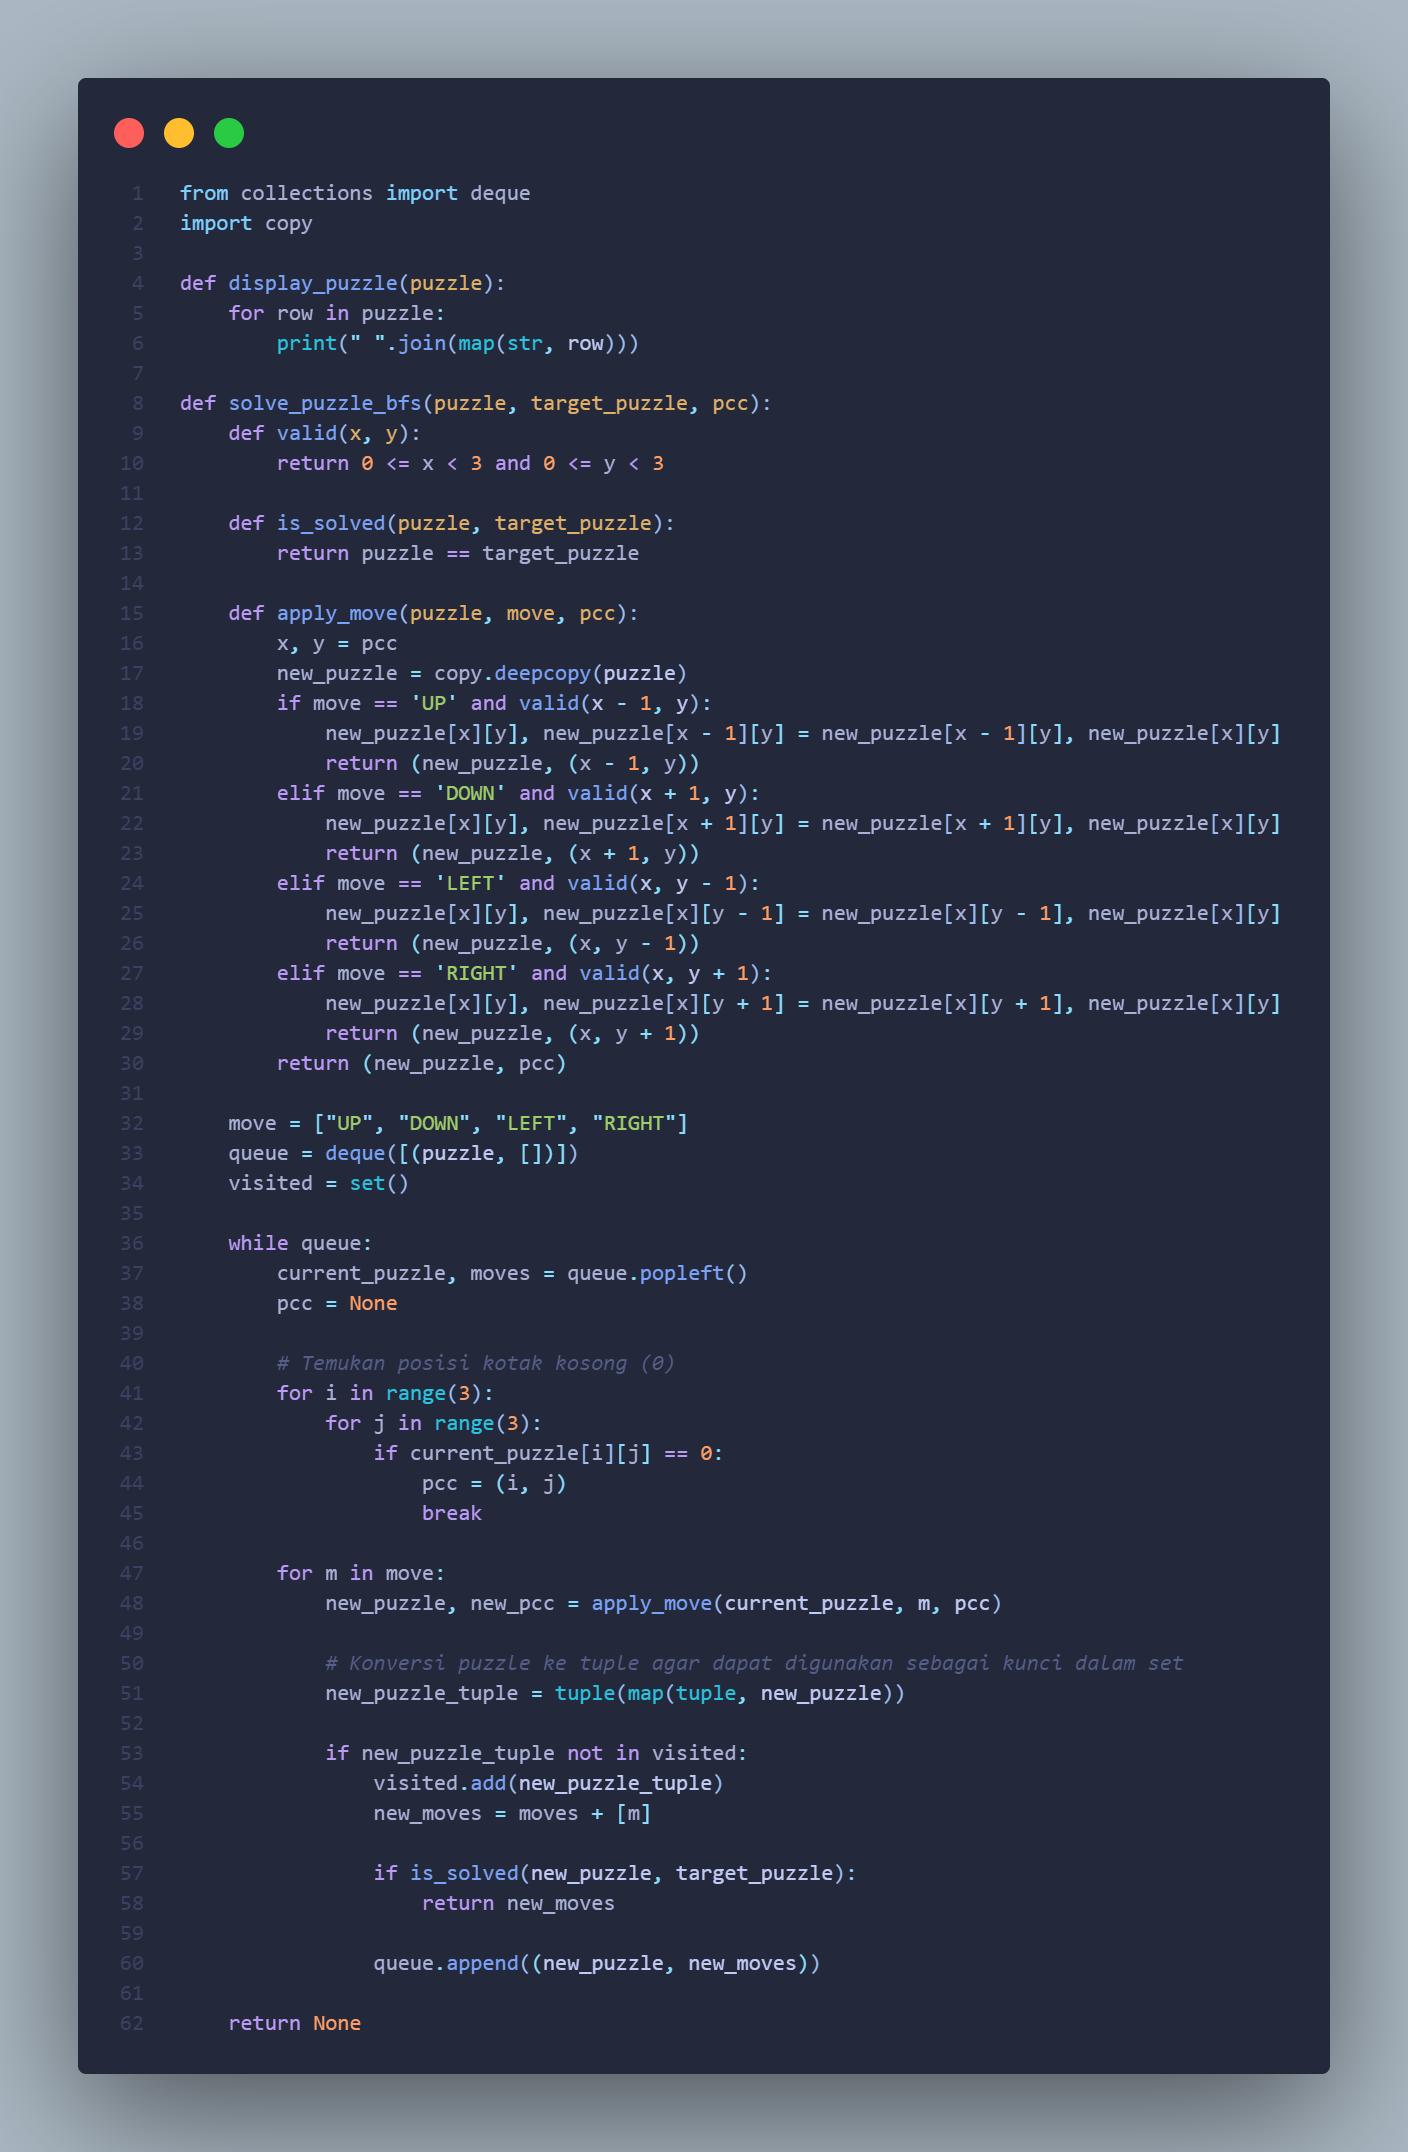 1 from collections import deque
2 import copy
3
4 def display_puzzle(puzzle):
5     for row in puzzle:
6         print(" ".join(map(str, row)))
7
8 def solve_puzzle_bfs(puzzle, target_puzzle, pcc):
9     def valid(x, y):
10         return 0 <= x < 3 and 0 <= y < 3
11
12     def is_solved(puzzle, target_puzzle):
13         return puzzle == target_puzzle
14
15     def apply_move(puzzle, move, pcc):
16         x, y = pcc
17         new_puzzle = copy.deepcopy(puzzle)
18         if move == 'UP' and valid(x - 1, y):
19             new_puzzle[x][y], new_puzzle[x - 1][y] = new_puzzle[x - 1][y], new_puzzle[x][y]
20             return (new_puzzle, (x - 1, y))
21         elif move == 'DOWN' and valid(x + 1, y):
22             new_puzzle[x][y], new_puzzle[x + 1][y] = new_puzzle[x + 1][y], new_puzzle[x][y]
23             return (new_puzzle, (x + 1, y))
24         elif move == 'LEFT' and valid(x, y - 1):
25             new_puzzle[x][y], new_puzzle[x][y - 1] = new_puzzle[x][y - 1], new_puzzle[x][y]
26             return (new_puzzle, (x, y - 1))
27         elif move == 'RIGHT' and valid(x, y + 1):
28             new_puzzle[x][y], new_puzzle[x][y + 1] = new_puzzle[x][y + 1], new_puzzle[x][y]
29             return (new_puzzle, (x, y + 1))
30         return (new_puzzle, pcc)
31
32     move = ["UP", "DOWN", "LEFT", "RIGHT"]
33     queue = deque([(puzzle, [])])
34     visited = set()
35
36     while queue:
37         current_puzzle, moves = queue.popleft()
38         pcc = None
39
40         # Temukan posisi kotak kosong (0)
41         for i in range(3):
42             for j in range(3):
43                 if current_puzzle[i][j] == 0:
44                     pcc = (i, j)
45                     break
46
47         for m in move:
48             new_puzzle, new_pcc = apply_move(current_puzzle, m, pcc)
49
50             # Konversi puzzle ke tuple agar dapat digunakan sebagai kunci dalam set
51             new_puzzle_tuple = tuple(map(tuple, new_puzzle))
52
53             if new_puzzle_tuple not in visited:
54                 visited.add(new_puzzle_tuple)
55                 new_moves = moves + [m]
56
57                 if is_solved(new_puzzle, target_puzzle):
58                     return new_moves
59
60                 queue.append((new_puzzle, new_moves))
61
62     return None